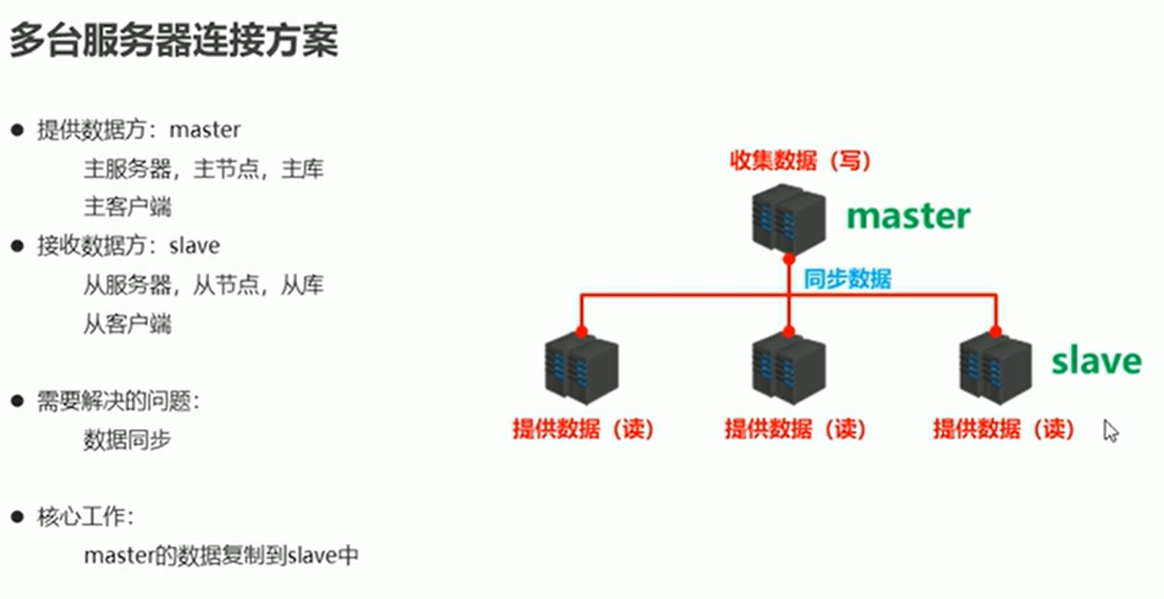 多台服务器连接方案
● 提供数据方：master
主服务器，主节点，主库
主客户端
● 接收数据方：slave
从服务器，从节点，从库
从客户端
● 需要解决的问题：
数据同步
● 核心工作：
master的数据复制到slave中
收集数据（写）
master
同步数据
slave
提供数据（读）
提供数据（读）
提供数据（读）